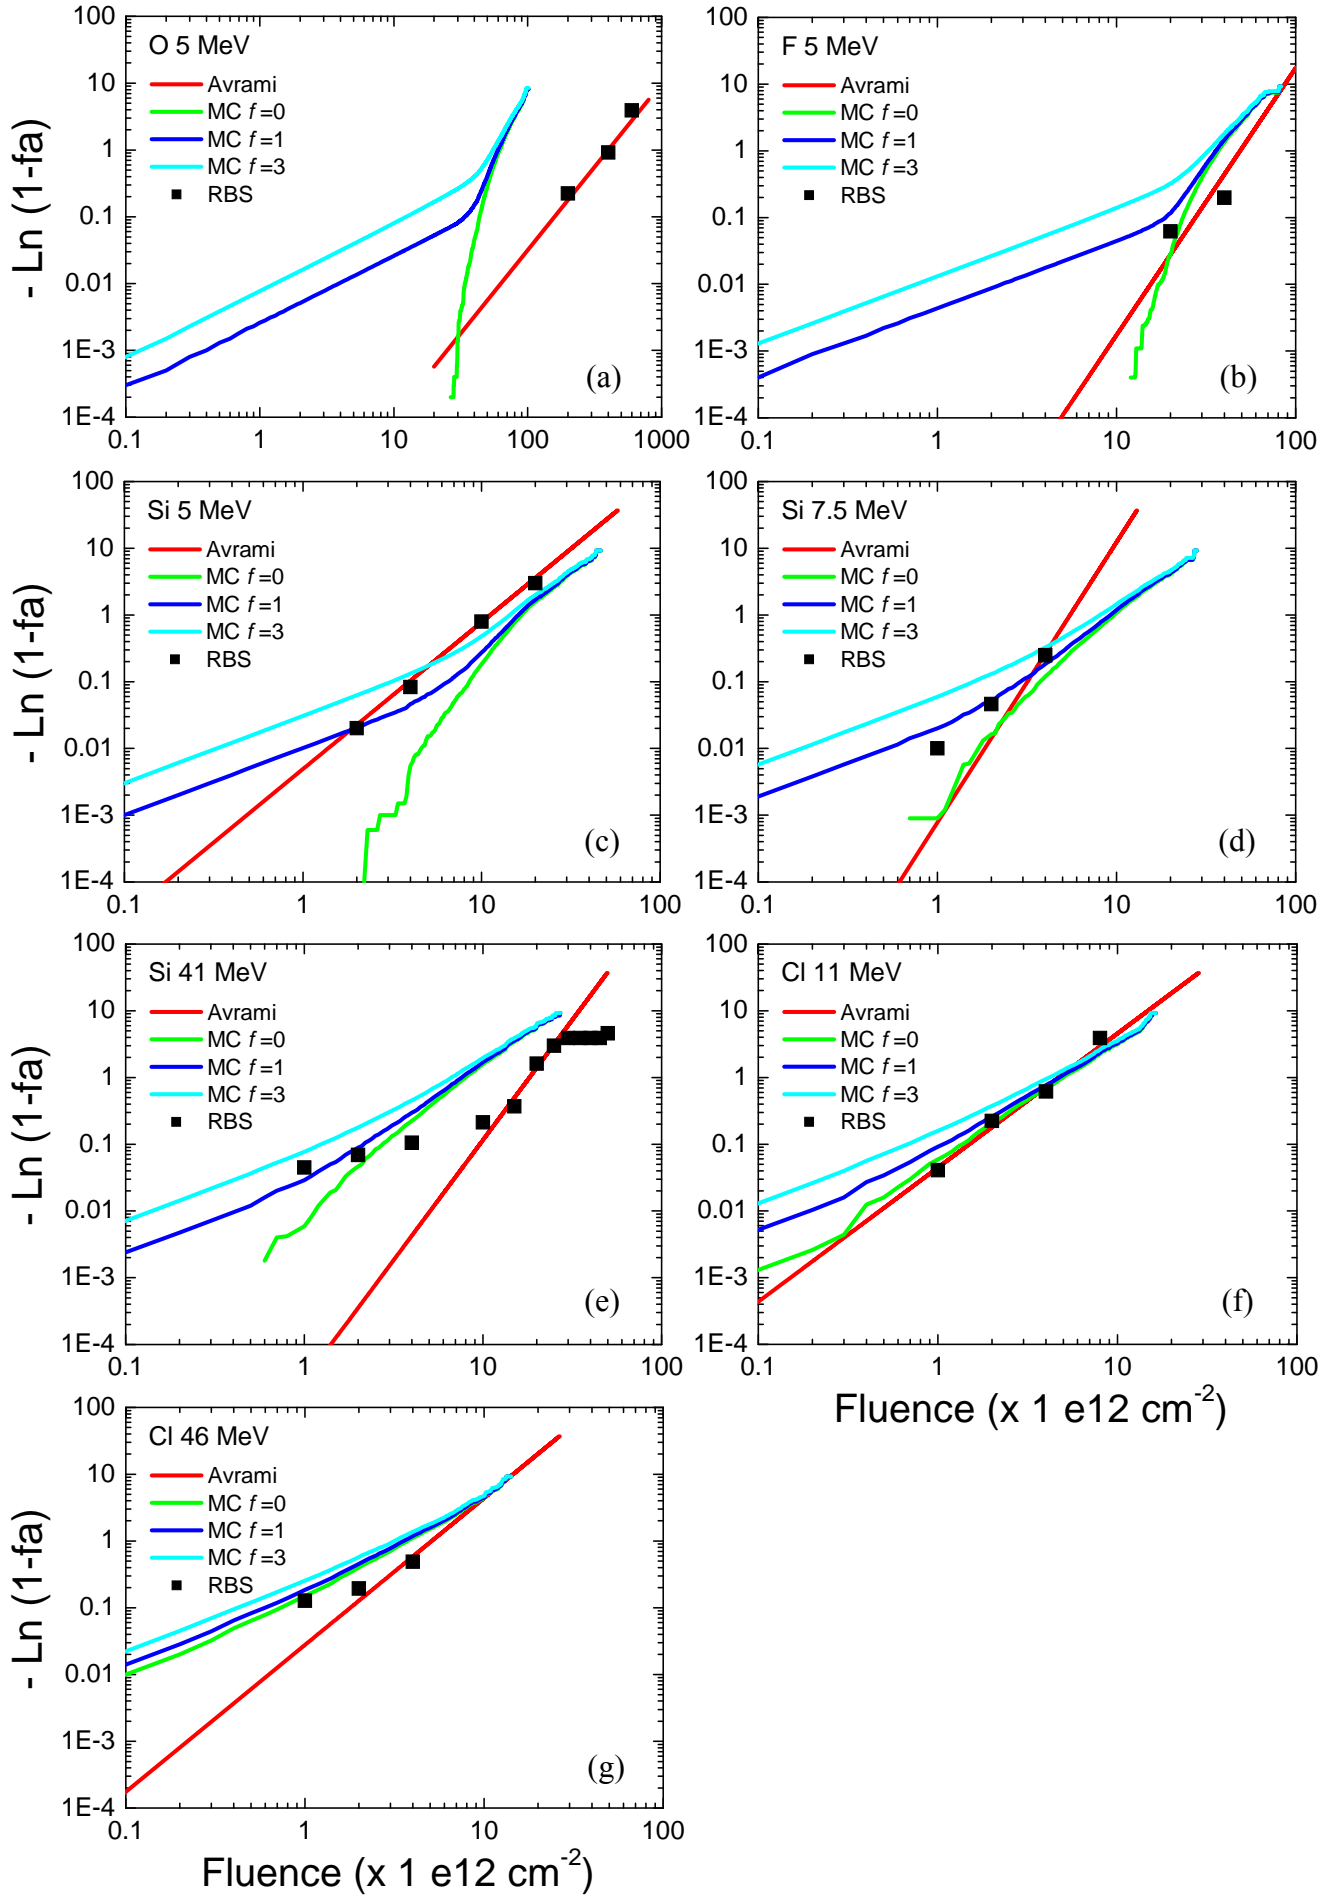 O 5 MeV
Avrami
MC f=0
MC f=1
MC f=3
RBS
(a)
100
10
1
0.1
0.01
1E-3
1E-4
0.1 1 10 100 1000
- Ln (1-fa)
F 5 MeV
Avrami
MC f=0
MC f=1
MC f=3
RBS
(b)
100
10
1
0.1
0.01
1E-3
1E-4
0.1 1 10 100
Si 5 MeV
Avrami
MC f=0
MC f=1
MC f=3
RBS
(c)
100
10
1
0.1
0.01
1E-3
1E-4
0.1 1 10 100
- Ln (1-fa)
Si 7.5 MeV
Avrami
MC f=0
MC f=1
MC f=3
RBS
(d)
100
10
1
0.1
0.01
1E-3
1E-4
0.1 1 10 100
Si 41 MeV
Avrami
MC f=0
MC f=1
MC f=3
RBS
(e)
100
10
1
0.1
0.01
1E-3
1E-4
0.1 1 10 100
- Ln (1-fa)
Cl 11 MeV
Avrami
MC f=0
MC f=1
MC f=3
RBS
(f)
100
10
1
0.1
0.01
1E-3
1E-4
0.1 1 10 100
Fluence (x 1 e12 cm⁻²)
Cl 46 MeV
Avrami
MC f=0
MC f=1
MC f=3
RBS
(g)
100
10
1
0.1
0.01
1E-3
1E-4
0.1 1 10 100
- Ln (1-fa)
Fluence (x 1 e12 cm⁻²)